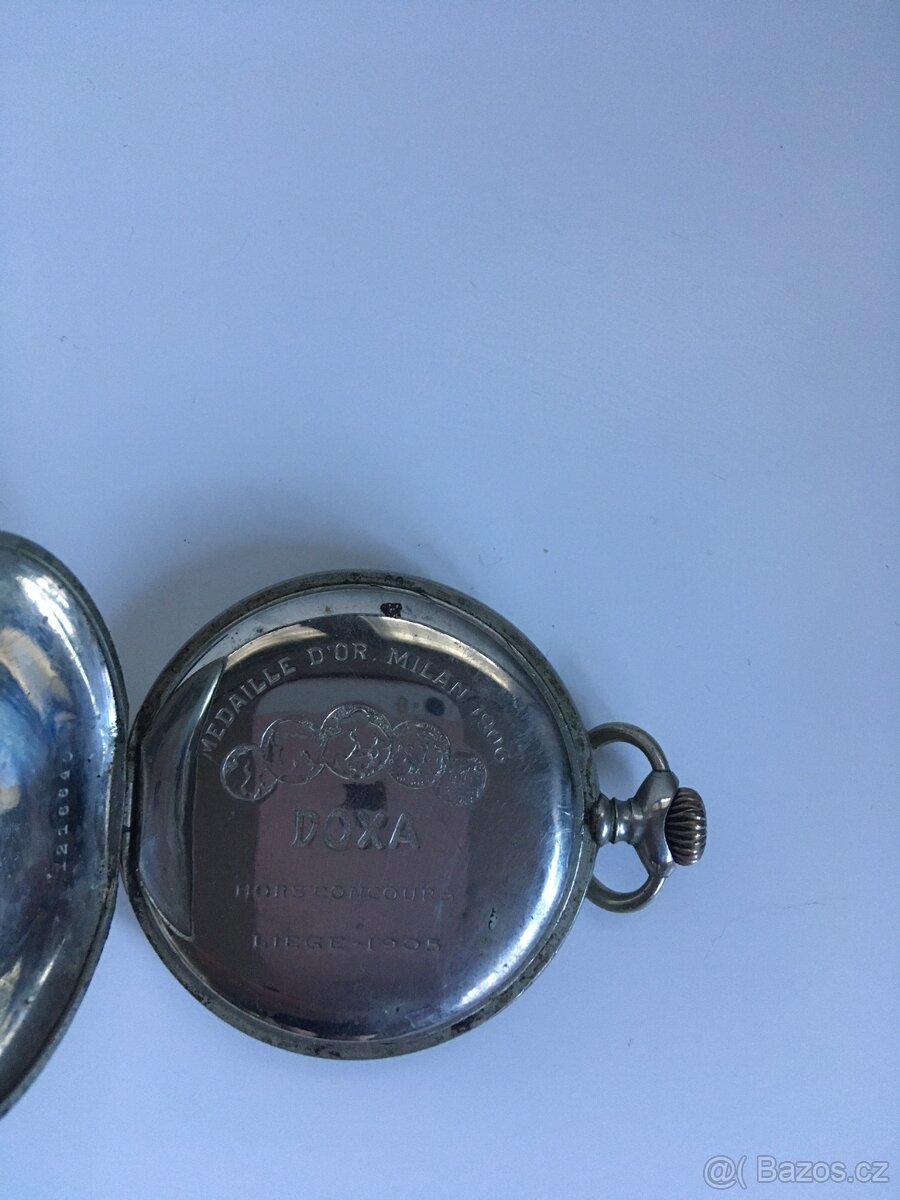 MEDAILLE D'OR. MILAN 1906
DOXA
HORS CONCOURS
LIEGE-1905
@( Bazos.cz